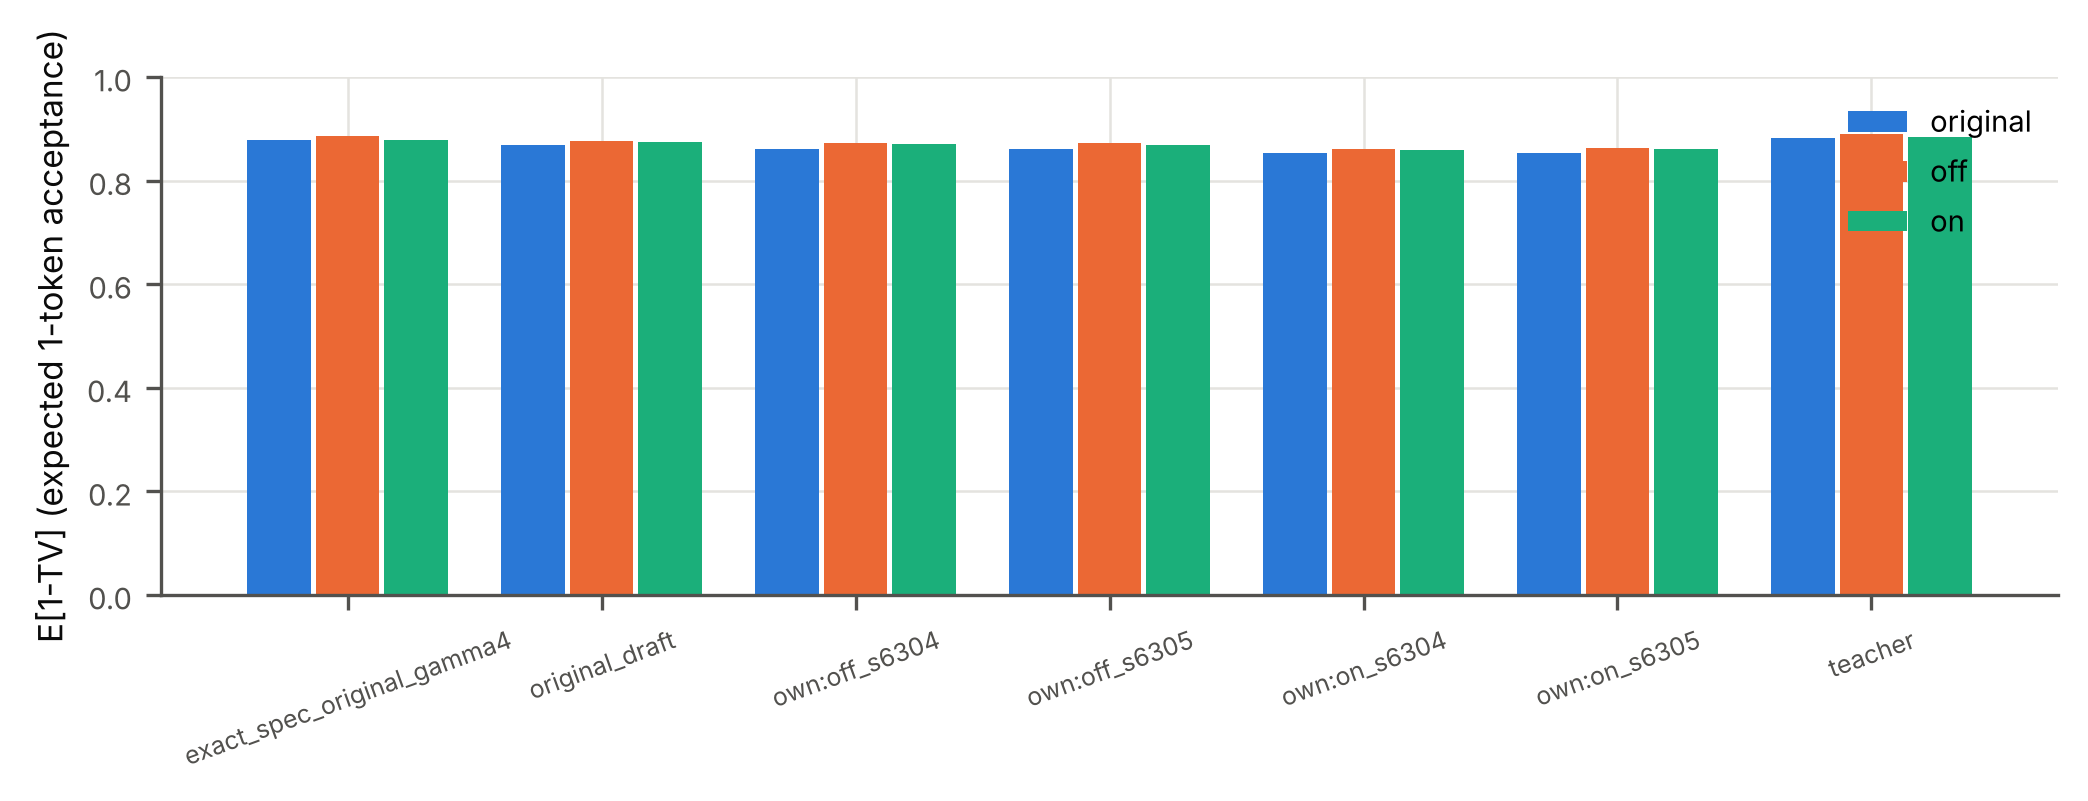 E[1-TV] (expected 1-token acceptance)
1.0
0.8
0.6
0.4
0.2
0.0
original
off
on
exact_spec_original_gamma4
original_draft
own:off_s6304
own:off_s6305
own:on_s6304
own:on_s6305
teacher